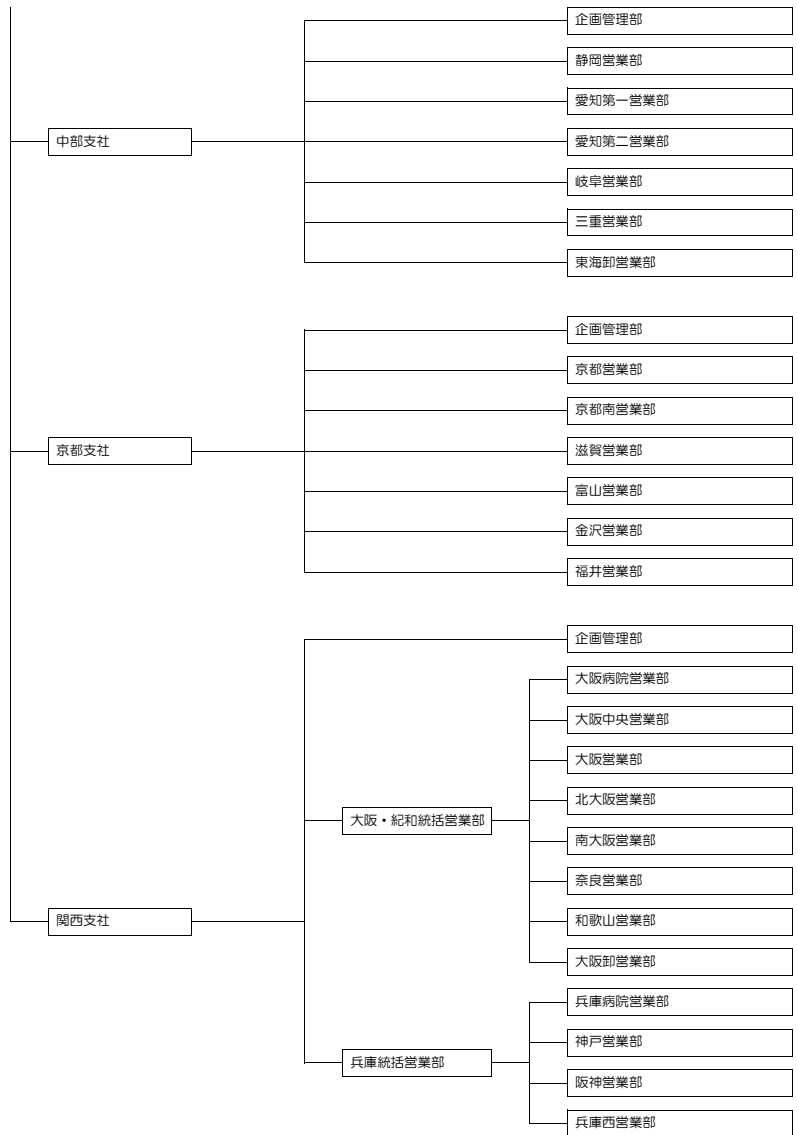 中部支社
企画管理部
静岡営業部
愛知第一営業部
愛知第二営業部
岐阜営業部
三重営業部
東海卸営業部
京都支社
企画管理部
京都営業部
京都南営業部
滋賀営業部
富山営業部
金沢営業部
福井営業部
関西支社
企画管理部
大阪・紀和統括営業部
大阪病院営業部
大阪中央営業部
大阪営業部
北大阪営業部
南大阪営業部
奈良営業部
和歌山営業部
大阪卸営業部
兵庫統括営業部
兵庫病院営業部
神戸営業部
阪神営業部
兵庫西営業部